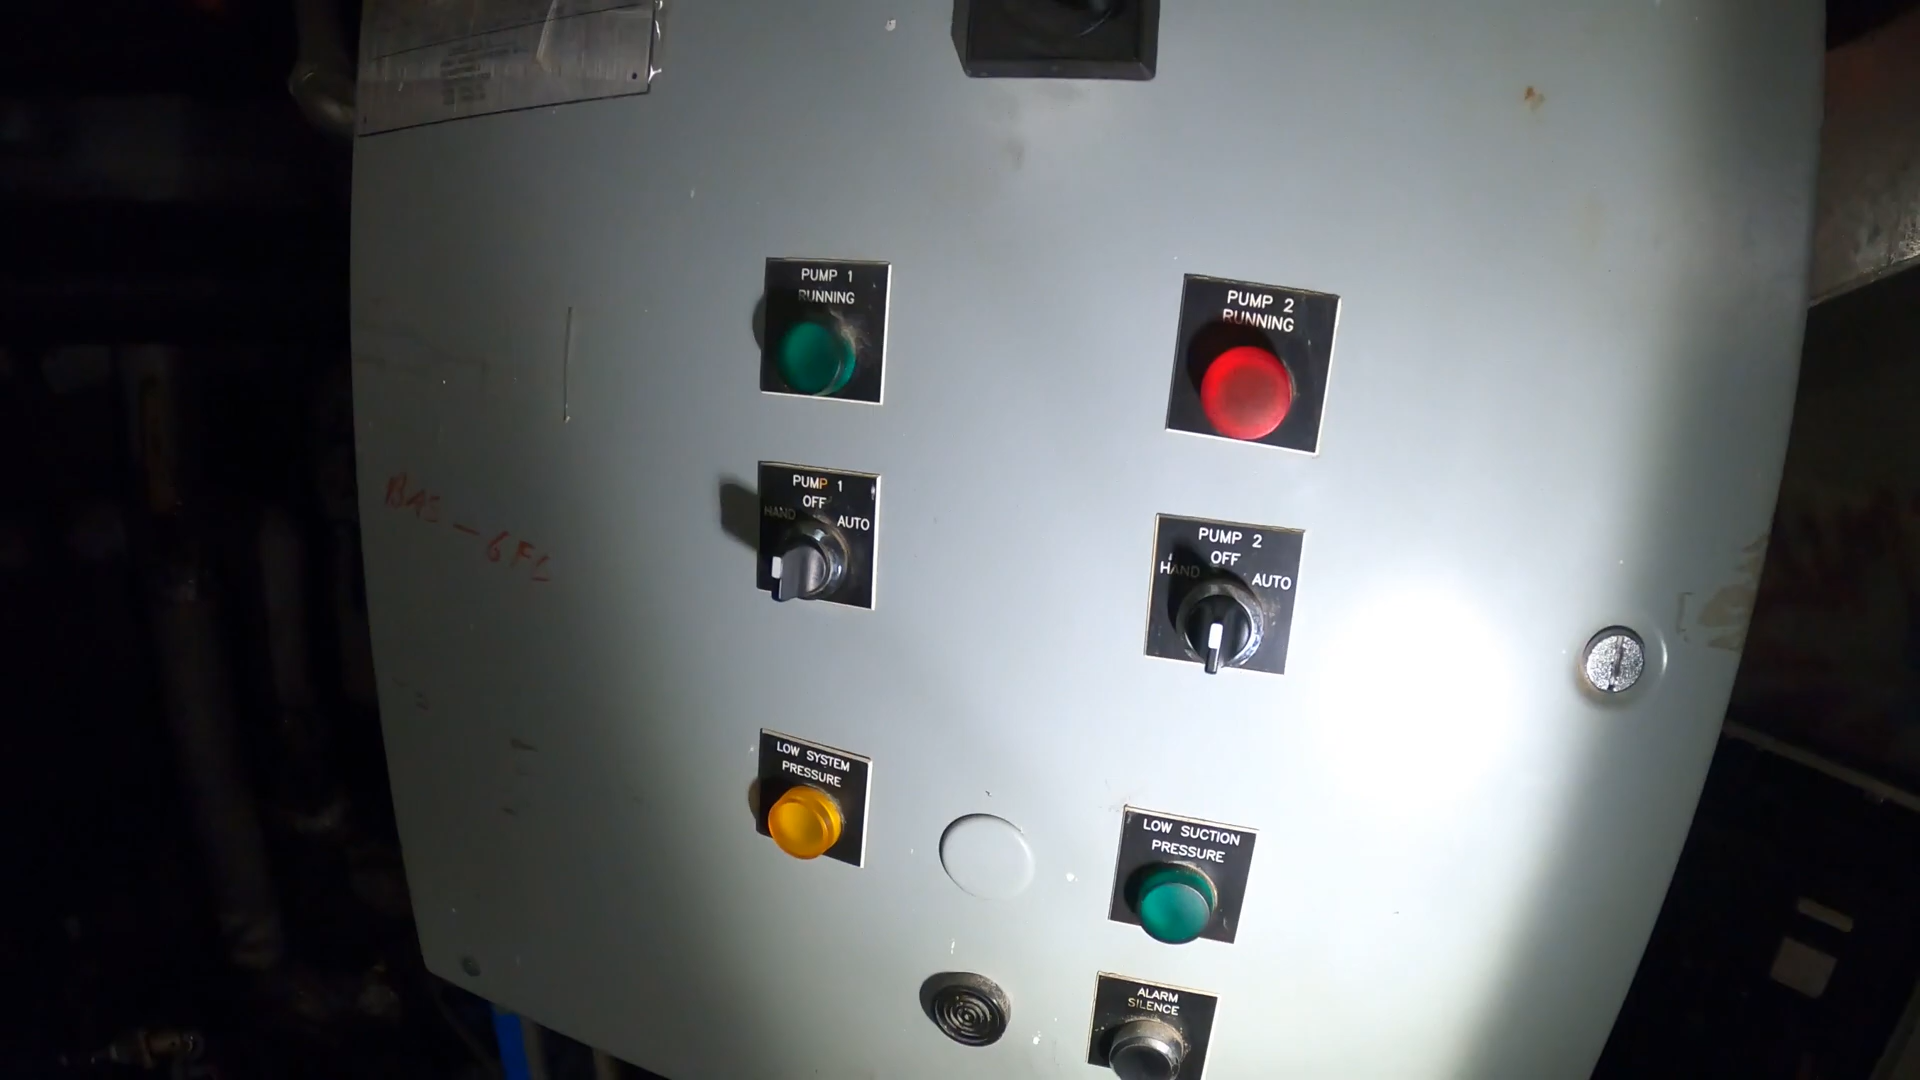 PUMP 1
RUNNING
PUMP 2
RUNNING
PUMP 1
OFF
HAND AUTO
PUMP 2
OFF
HAND AUTO
LOW SYSTEM
PRESSURE
LOW SUCTION
PRESSURE
ALARM
SILENCE